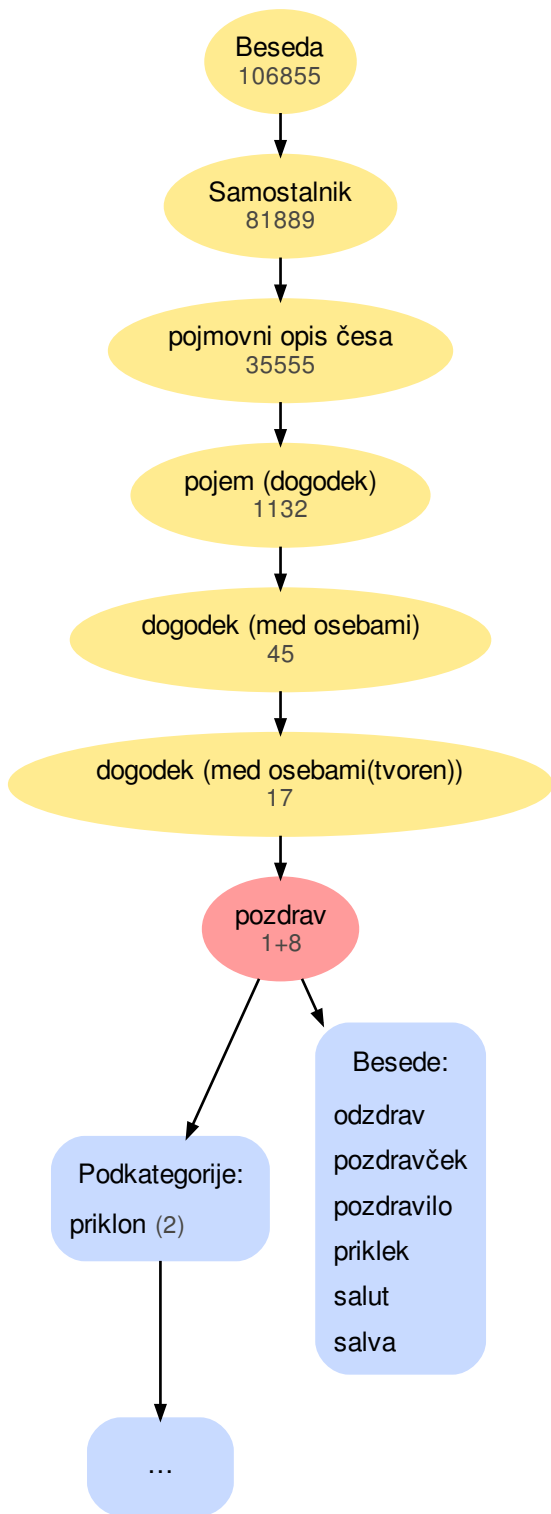 Beseda
106855
Samostalnik
81889
pojmovni opis česa
35555
pojem (dogodek)
1132
dogodek (med osebami)
45
dogodek (med osebami(tvoren))
17
pozdrav
1+8
Besede:
odzdrav
pozdravček
pozdravilo
priklek
salut
salva
Podkategorije:
priklon (2)
...